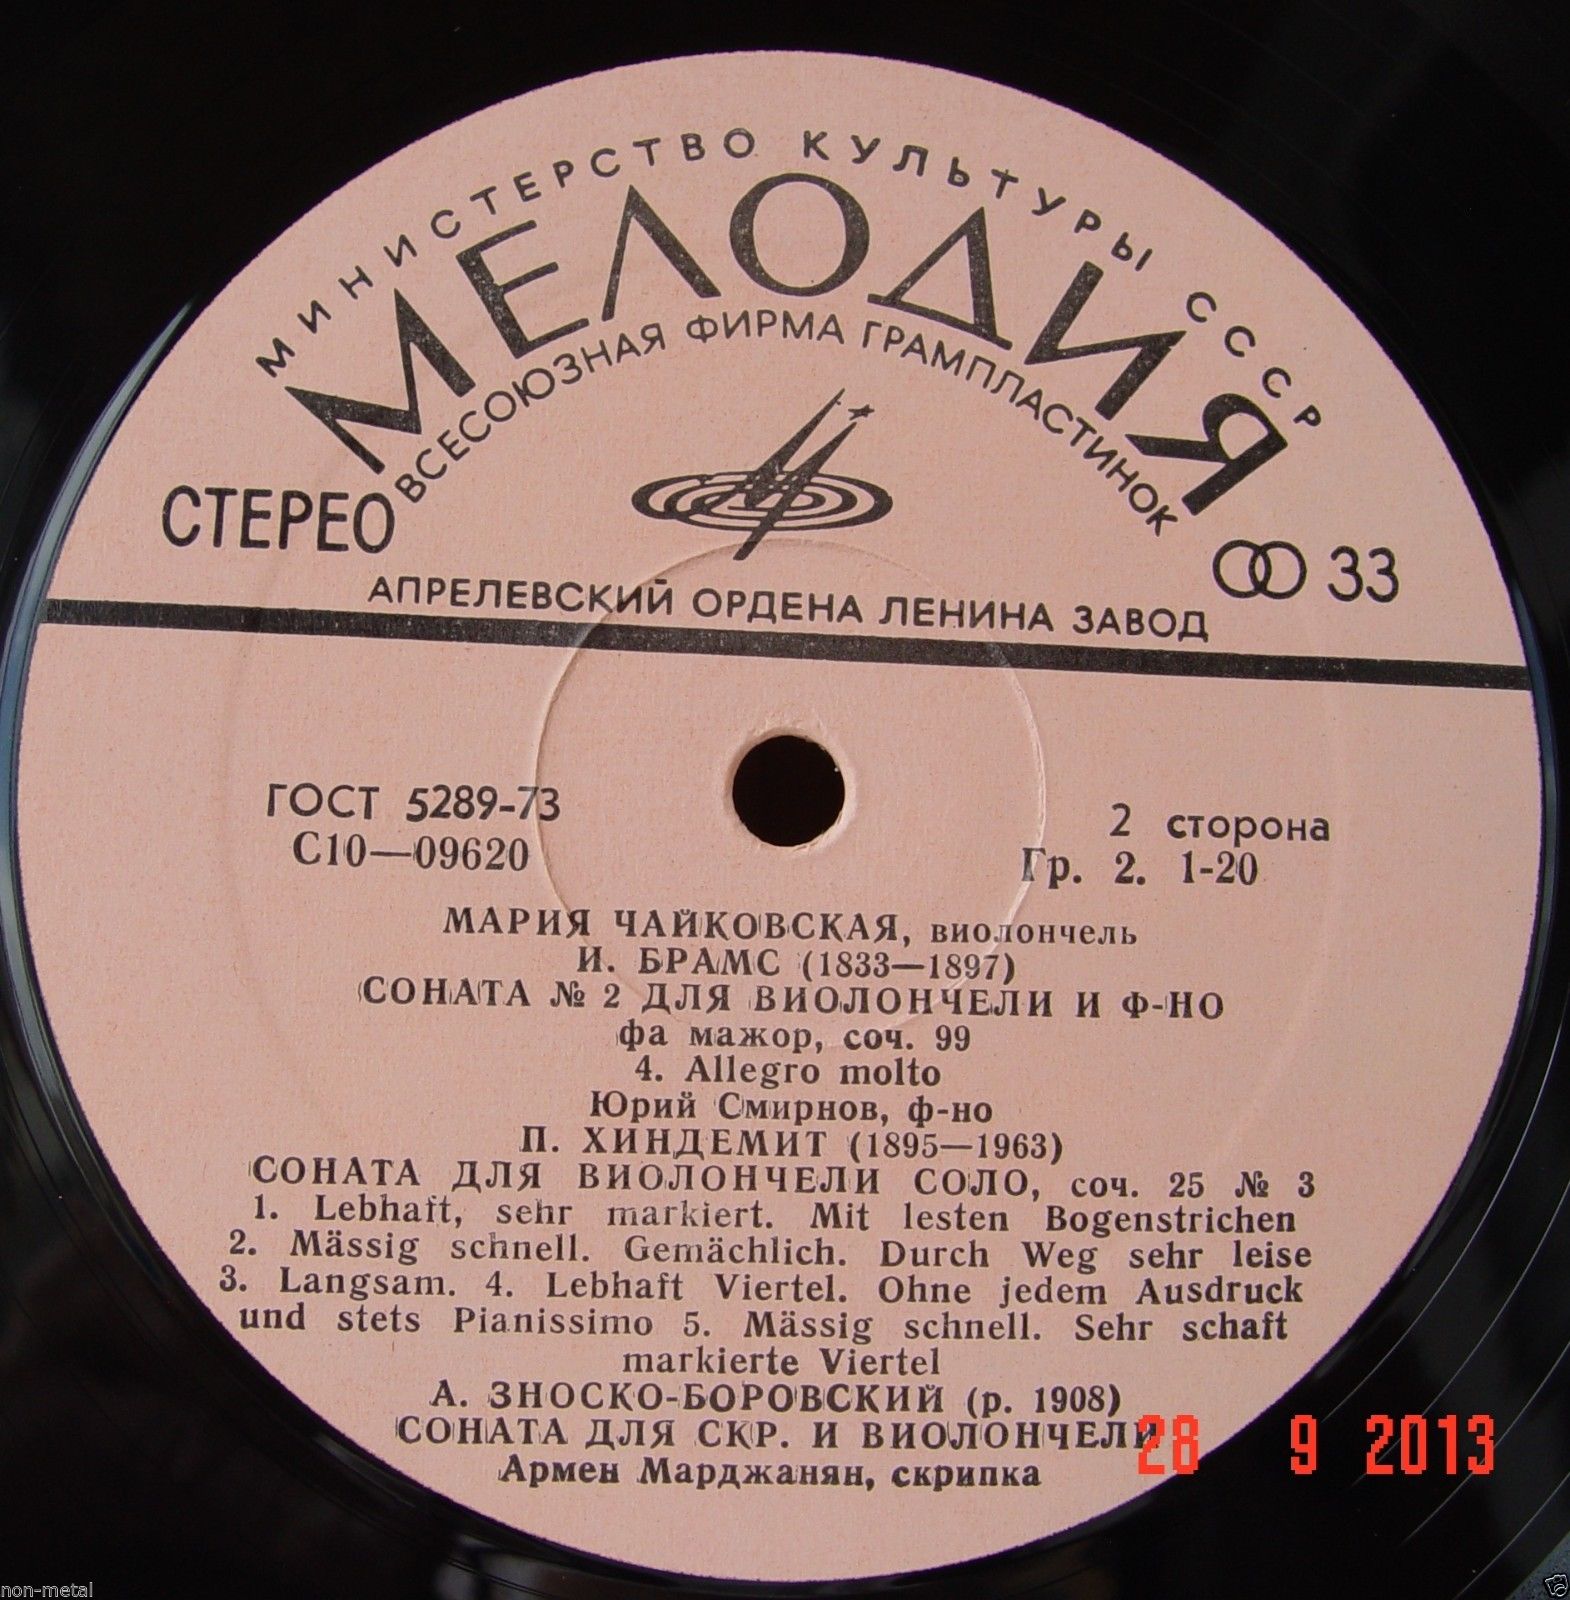 МИНИСТЕРСТВО КУЛЬТУРЫ СССР
МЕЛОДИЯ
ВСЕСОЮЗНАЯ ФИРМА ГРАМПЛАСТИНОК
СТЕРЕО
33
АПРЕЛЕВСКИЙ ОРДЕНА ЛЕНИНА ЗАВОД
ГОСТ 5289-73
2 сторона
С10—09620
Гр. 2. 1-20
МАРИЯ ЧАЙКОВСКАЯ, виолончель
И. БРАМС (1833—1897)
СОНАТА № 2 ДЛЯ ВИОЛОНЧЕЛИ И Ф-НО
фа мажор, соч. 99
4. Allegro molto
Юрий Смирнов, ф-но
П. ХИНДЕМИТ (1895—1963)
СОНАТА ДЛЯ ВИОЛОНЧЕЛИ СОЛО, соч. 25 № 3
1. Lebhaft, sehr markiert. Mit lesten Bogenstrichen
2. Mässig schnell. Gemächlich. Durch Weg sehr leise
3. Langsam. 4. Lebhaft Viertel. Ohne jedem Ausdruck
und stets Pianissimo 5. Mässig schnell. Sehr schaft
markierte Viertel
А. ЗНОСКО-БОРОВСКИЙ (р. 1908)
СОНАТА ДЛЯ СКР. И ВИОЛОНЧЕЛИ
Армен Марджанян, скрипка
28 9 2013
non-metal